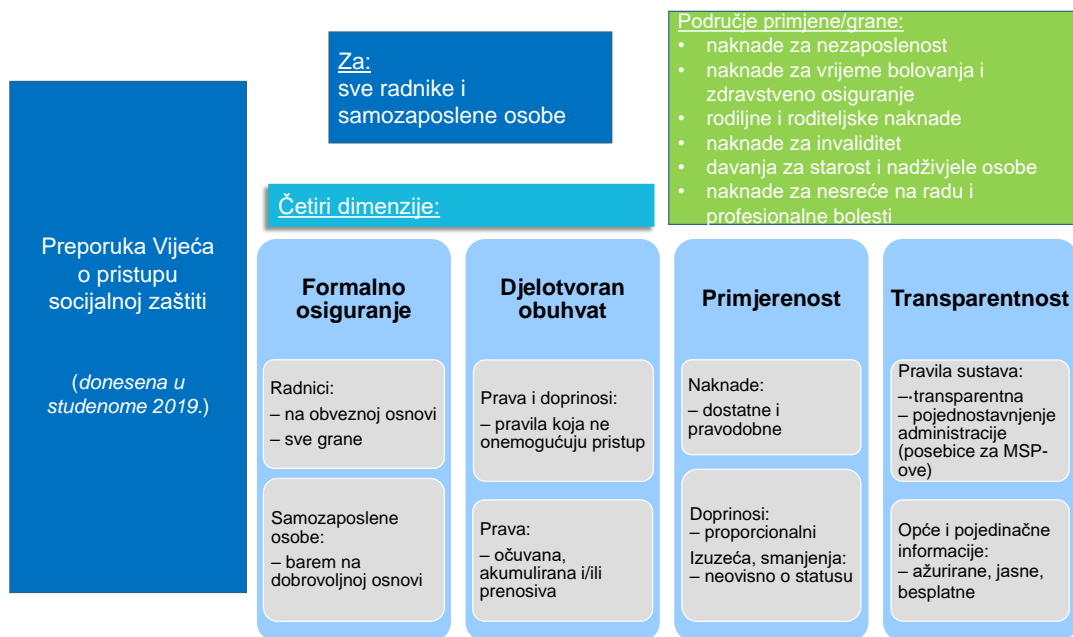 Preporuka Vijeća
o pristupu
socijalnoj zaštiti
(donesena u
studenome 2019.)
Za:
sve radnike i
samozaposlene osobe
Područje primjene/grane:
• naknade za nezaposlenost
• naknade za vrijeme bolovanja i
zdravstveno osiguranje
• rodiljne i roditeljske naknade
• naknade za invaliditet
• davanja za starost i nadživjele osobe
• naknade za nesreće na radu i
profesionalne bolesti
Četiri dimenzije:
Formalno
osiguranje
Radnici:
– na obveznoj osnovi
– sve grane
Samozaposlene
osobe:
– barem na
dobrovoljnoj osnovi
Djelotvoran
obuhvat
Prava i doprinosi:
– pravila koja ne
onemogućuju pristup
Prava:
– očuvana,
akumulirana i/ili
prenosiva
Primjerenost
Naknade:
– dostatne i
pravodobne
Doprinosi:
– proporcionalni
Izuzeća, smanjenja:
– neovisno o statusu
Transparentnost
Pravila sustava:
–·transparentna
– pojednostavnjenje
administracije
(posebice za MSP-
ove)
Opće i pojedinačne
informacije:
– ažurirane, jasne,
besplatne